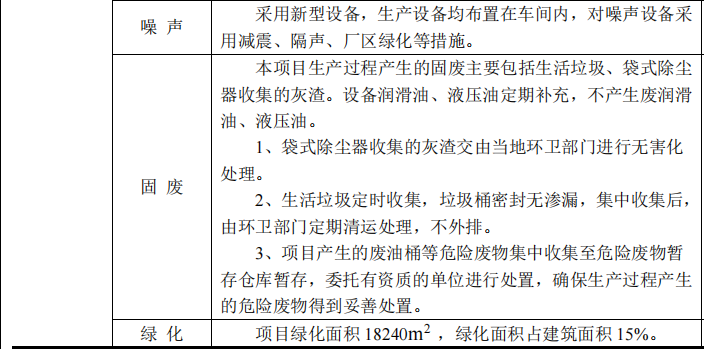 噪 声
采用新型设备，生产设备均布置在车间内，对噪声设备采
用减震、隔声、厂区绿化等措施。
固 废
本项目生产过程产生的固废主要包括生活垃圾、袋式除尘
器收集的灰渣。设备润滑油、液压油定期补充，不产生废润滑
油、液压油。
1、袋式除尘器收集的灰渣交由当地环卫部门进行无害化
处理。
2、生活垃圾定时收集，垃圾桶密封无渗漏，集中收集后，
由环卫部门定期清运处理，不外排。
3、项目产生的废油桶等危险废物集中收集至危险废物暂
存仓库暂存，委托有资质的单位进行处置，确保生产过程产生
的危险废物得到妥善处置。
绿 化
项目绿化面积 18240m²，绿化面积占建筑面积 15%。